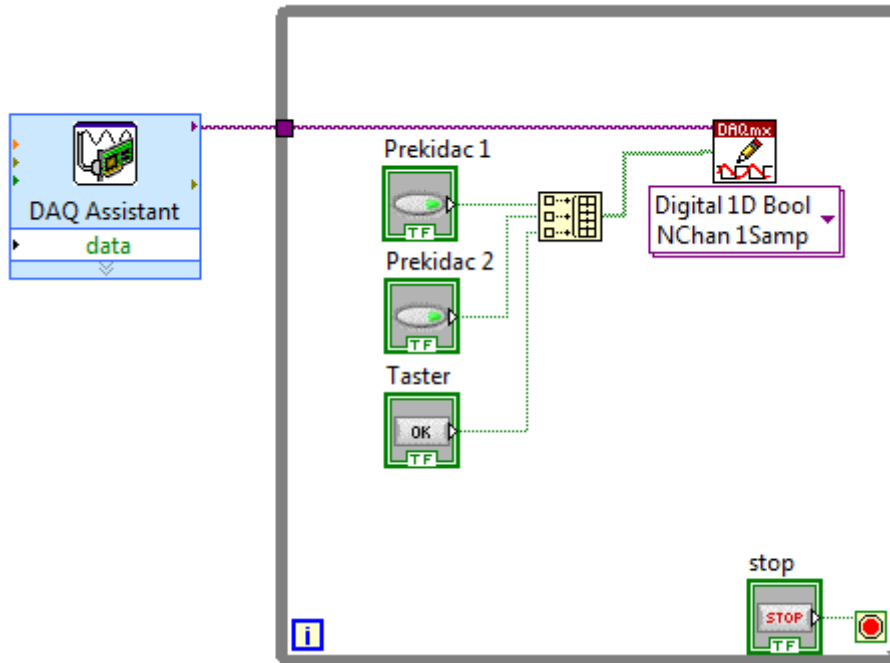 DAQ Assistant
data
DAQmx
Prekidac 1
TF
Prekidac 2
TF
Taster
OK
TF
Digital 1D Bool
NChan 1Samp
stop
STOP
TF
i